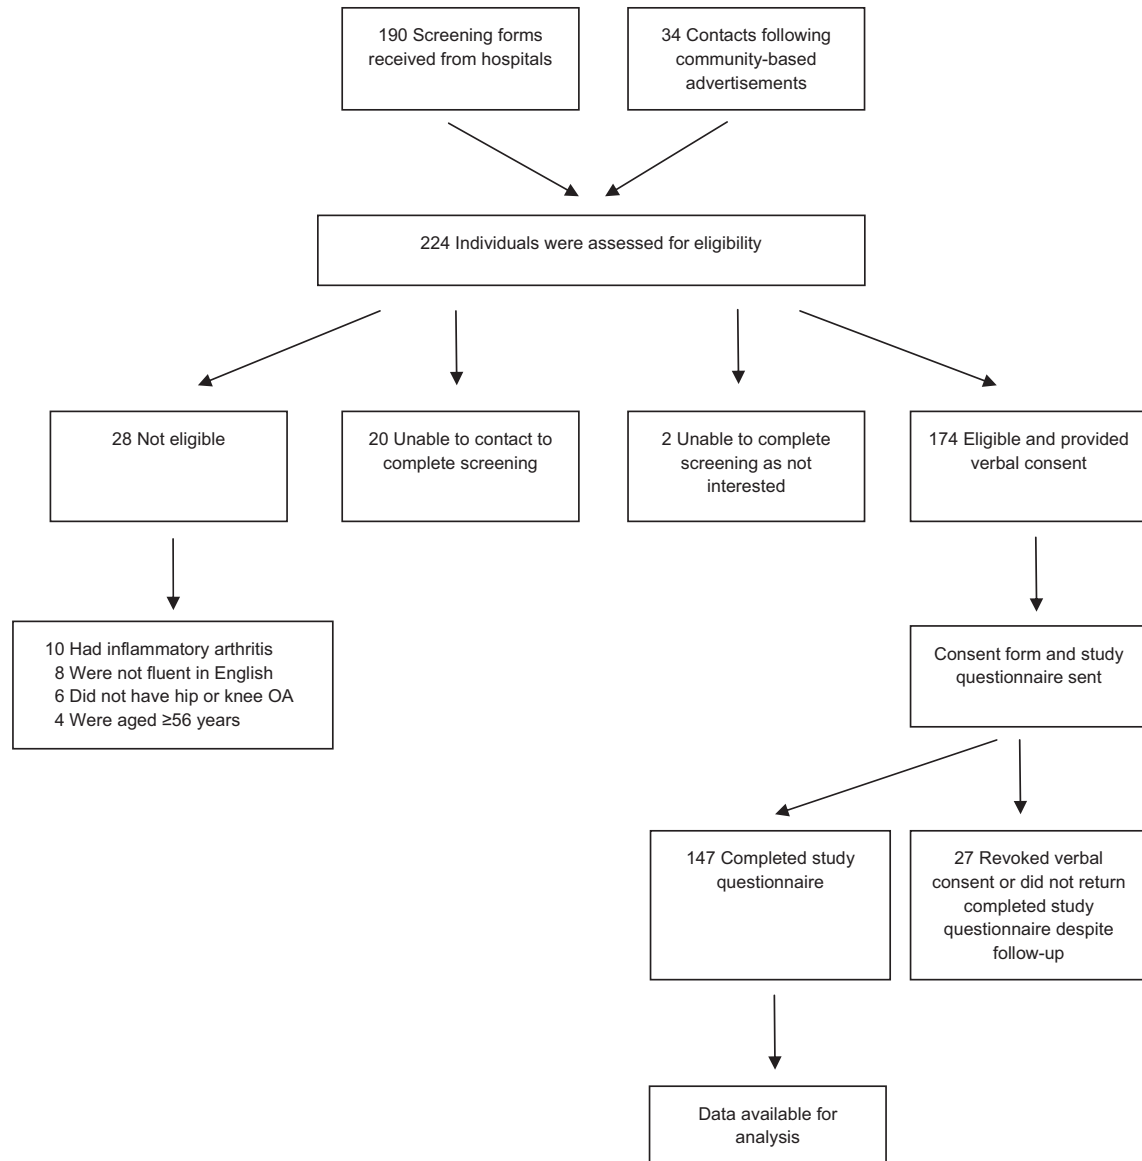 190 Screening forms
received from hospitals
34 Contacts following
community-based
advertisements
224 Individuals were assessed for eligibility
28 Not eligible
20 Unable to contact to
complete screening
2 Unable to complete
screening as not
interested
174 Eligible and provided
verbal consent
10 Had inflammatory arthritis
8 Were not fluent in English
6 Did not have hip or knee OA
4 Were aged ≥56 years
Consent form and study
questionnaire sent
147 Completed study
questionnaire
27 Revoked verbal
consent or did not return
completed study
questionnaire despite
follow-up
Data available for
analysis